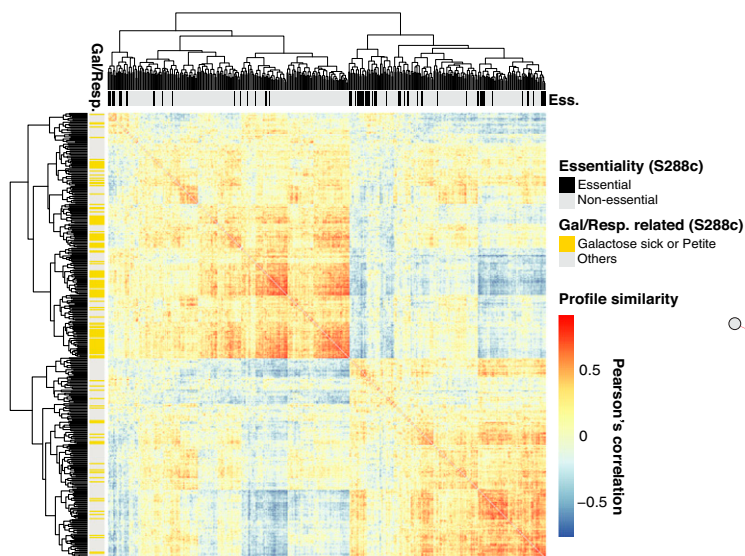 Gal/Resp.
Ess.
Essentiality (S288c)
Essential
Non-essential
Gal/Resp. related (S288c)
Galactose sick or Petite
Others
Profile similarity
0.5
0
−0.5
Pearson's correlation